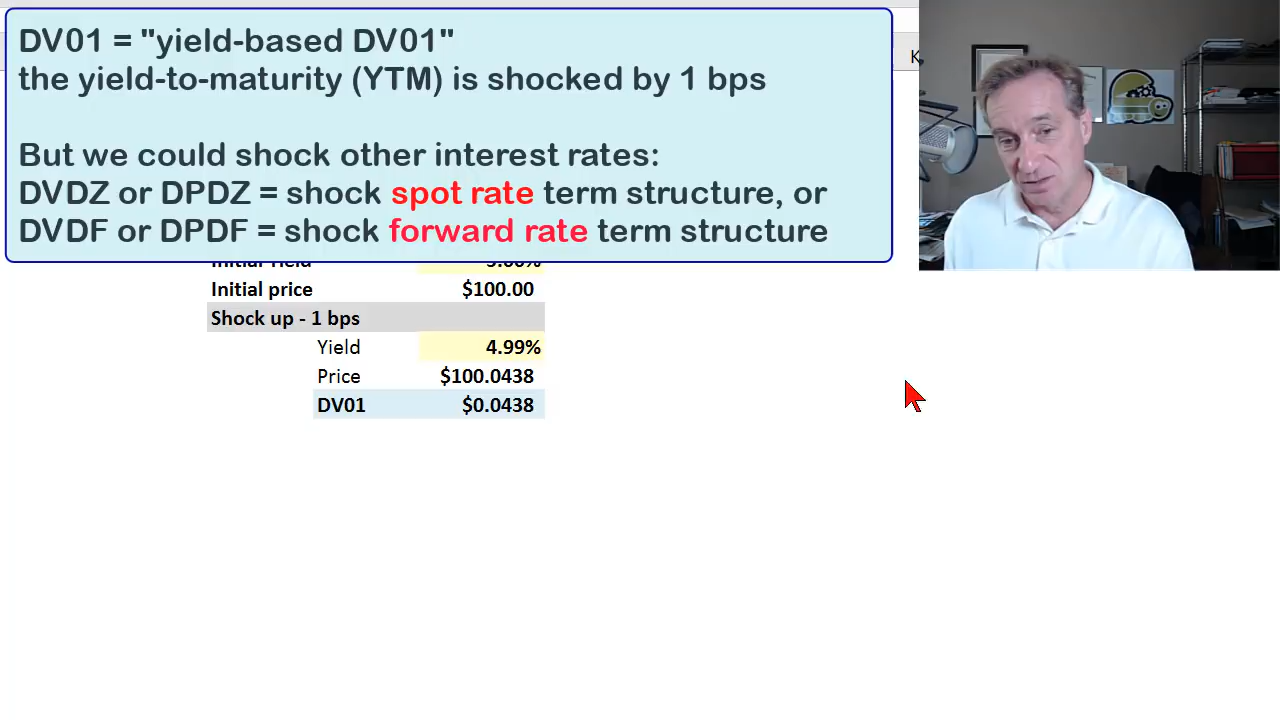 DV01 = "yield-based DV01"
the yield-to-maturity (YTM) is shocked by 1 bps
But we could shock other interest rates:
DVDZ or DPDZ = shock spot rate term structure, or
DVDF or DPDF = shock forward rate term structure
K
Initial Yield
Initial price $100.00
Shock up - 1 bps
Yield 4.99%
Price $100.0438
DV01 $0.0438